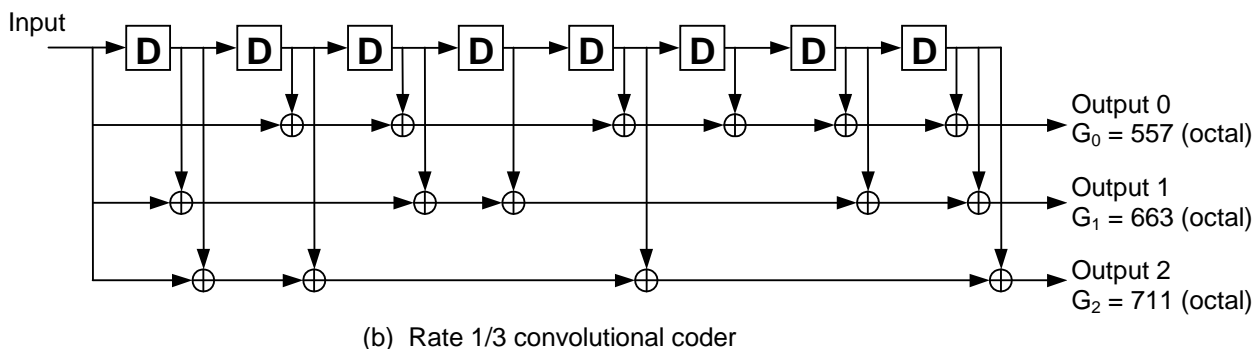 Input
D D D D D D D D
Output 0
G₀ = 557 (octal)
Output 1
G₁ = 663 (octal)
Output 2
G₂ = 711 (octal)
(b) Rate 1/3 convolutional coder